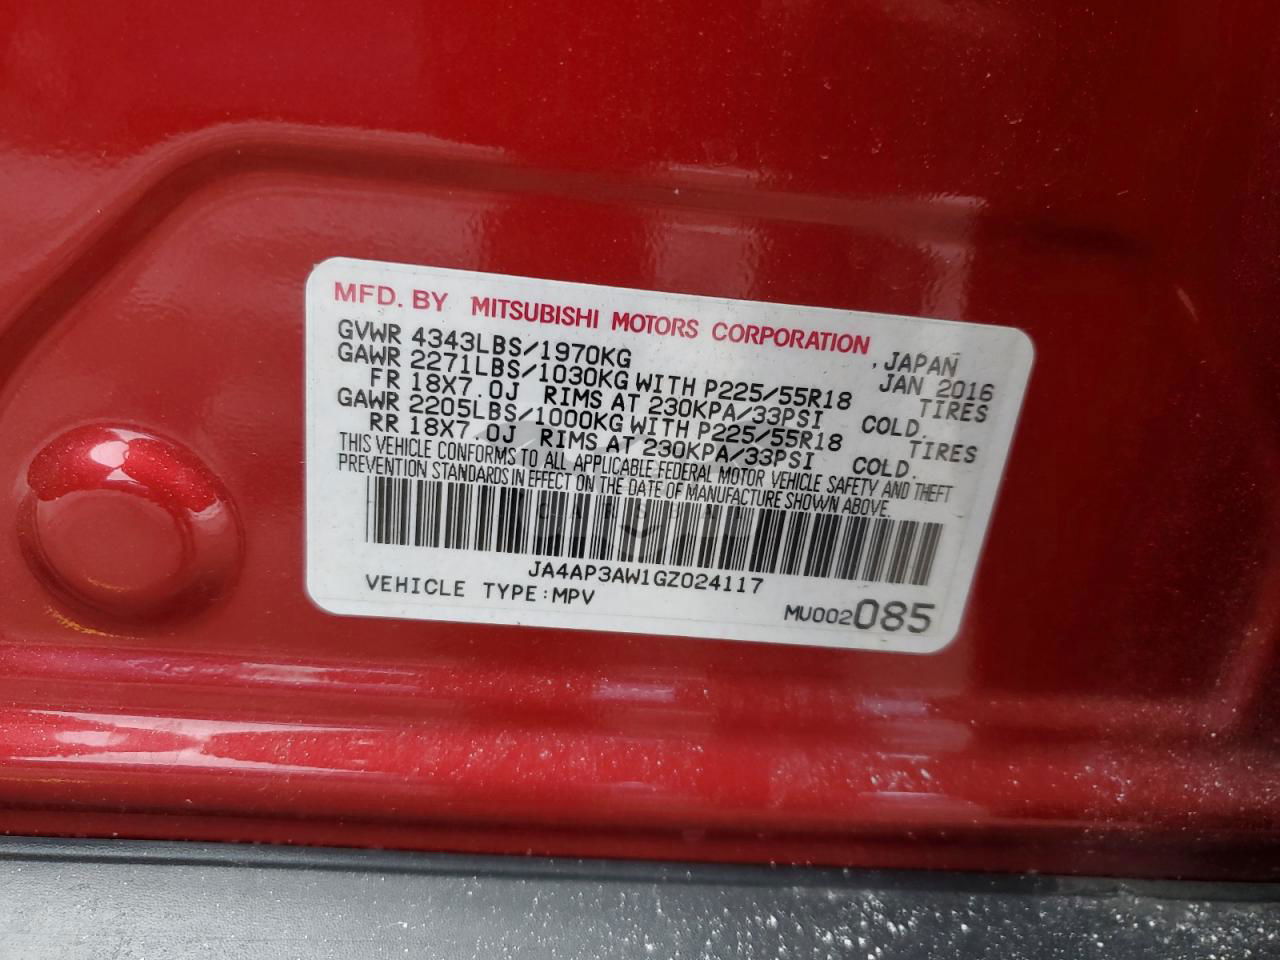 MFD. BY MITSUBISHI MOTORS CORPORATION , JAPAN
GVWR 4343LBS/1970KG JAN 2016
GAWR 2271LBS/1030KG WITH P225/55R18 TIRES
FR 18X7.0J RIMS AT 230KPA/33PSI COLD.
GAWR 2205LBS/1000KG WITH P225/55R18 TIRES
RR 18X7.0J RIMS AT 230KPA/33PSI COLD.
THIS VEHICLE CONFORMS TO ALL APPLICABLE FEDERAL MOTOR VEHICLE SAFETY AND THEFT
PREVENTION STANDARDS IN EFFECT ON THE DATE OF MANUFACTURE SHOWN ABOVE.
JA4AP3AW1GZ024117
VEHICLE TYPE:MPV MU002085